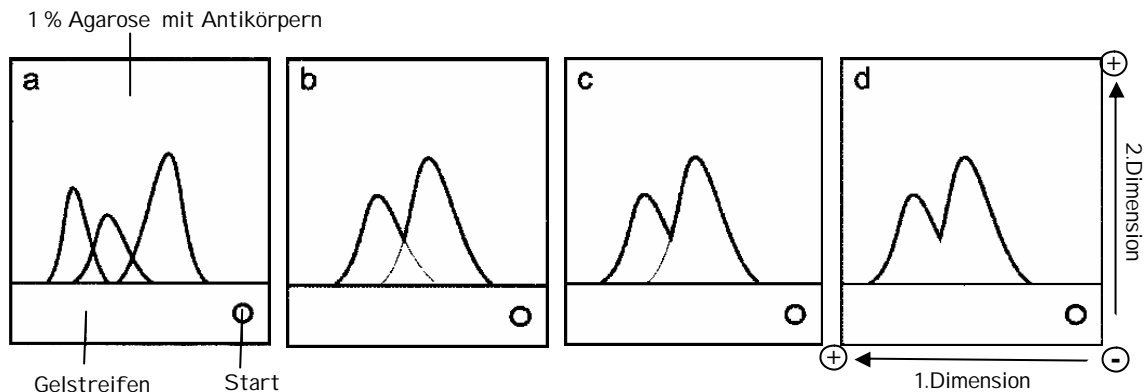 1 % Agarose mit Antikörpern
a
b
c
d
+
2.Dimension
Gelstreifen
Start
+
1.Dimension
-